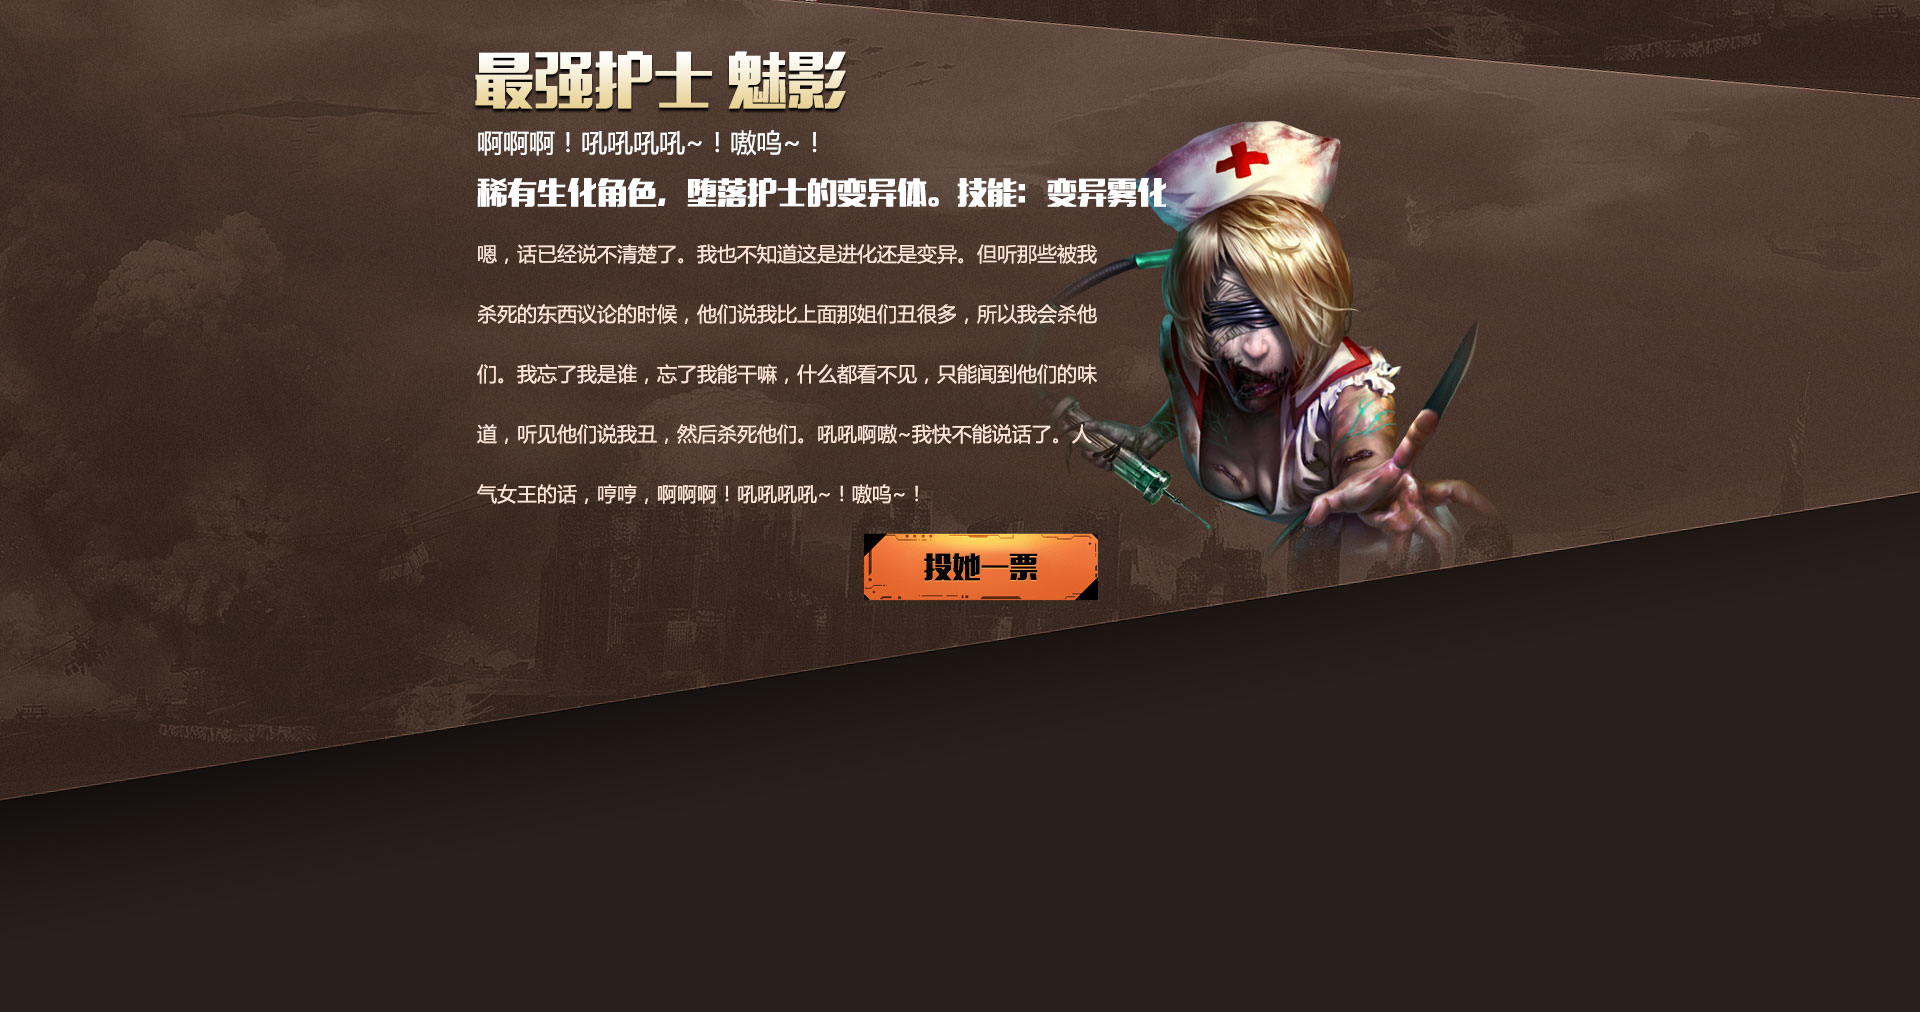 最强护士 魅影
啊啊啊！吼吼吼吼~！嗷呜~！
稀有生化角色，堕落护士的变异体。技能：变异雾化
嗯，话已经说不清楚了。我也不知道这是进化还是变异。但听那些被我
杀死的东西议论的时候，他们说我比上面那姐们丑很多，所以我会杀他
们。我忘了我是谁，忘了我能干嘛，什么都看不见，只能闻到他们的味
道，听见他们说我丑，然后杀死他们。吼吼啊嗷~我快不能说话了。人
气女王的话，哼哼，啊啊啊！吼吼吼吼~！嗷呜~！
投她一票